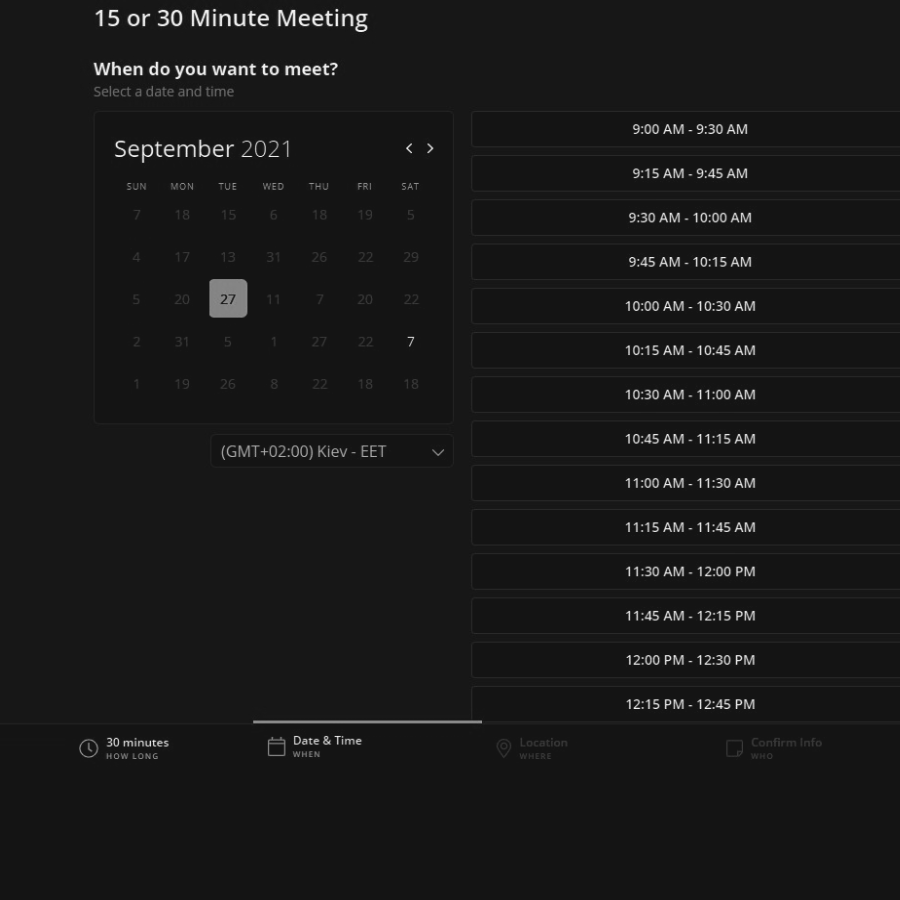 15 or 30 Minute Meeting
When do you want to meet?
Select a date and time
September 2021
SUN MON TUE WED THU FRI SAT
7 18 15 6 18 19 5
4 17 13 31 26 22 29
5 20 27 11 7 20 22
2 31 5 1 27 22 7
1 19 26 8 22 18 18
(GMT+02:00) Kiev - EET
9:00 AM - 9:30 AM
9:15 AM - 9:45 AM
9:30 AM - 10:00 AM
9:45 AM - 10:15 AM
10:00 AM - 10:30 AM
10:15 AM - 10:45 AM
10:30 AM - 11:00 AM
10:45 AM - 11:15 AM
11:00 AM - 11:30 AM
11:15 AM - 11:45 AM
11:30 AM - 12:00 PM
11:45 AM - 12:15 PM
12:00 PM - 12:30 PM
12:15 PM - 12:45 PM
30 minutes
HOW LONG
Date & Time
WHEN
Location
WHERE
Confirm Info
WHO